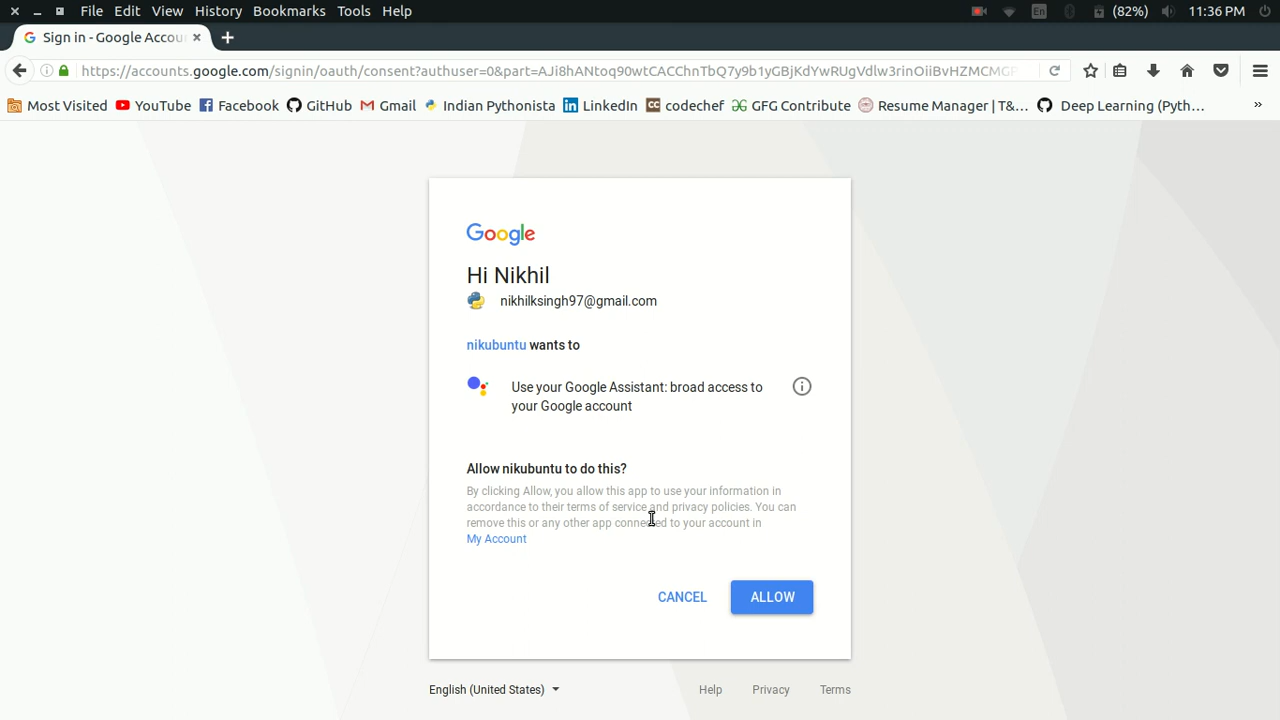 File Edit View History Bookmarks Tools Help
En (82%) 11:36 PM
Sign in - Google Accou
https://accounts.google.com/signin/oauth/consent?authuser=0&part=AJi8hANtoq90wtCACChnTbQ7y9b1yGBjKdYwRUgVdlw3rinOiiBvHZMCMGR
Most Visited YouTube Facebook GitHub Gmail Indian Pythonista LinkedIn codechef GFG Contribute Resume Manager | T&... Deep Learning (Pyth... »
Google
Hi Nikhil
nikhilksingh97@gmail.com
nikubuntu wants to
Use your Google Assistant: broad access to
your Google account
Allow nikubuntu to do this?
By clicking Allow, you allow this app to use your information in
accordance to their terms of service and privacy policies. You can
remove this or any other app connected to your account in
My Account
CANCEL ALLOW
English (United States) Help Privacy Terms